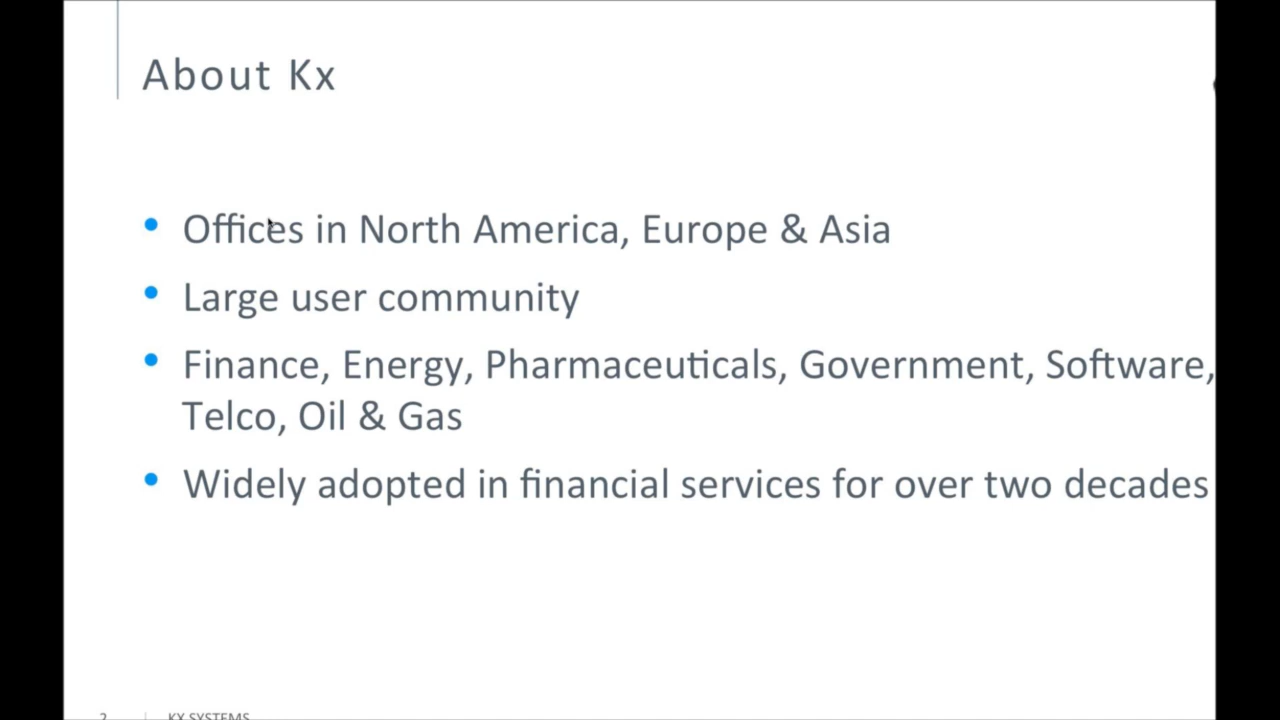 About Kx
• Offices in North America, Europe & Asia
• Large user community
• Finance, Energy, Pharmaceuticals, Government, Software,
Telco, Oil & Gas
• Widely adopted in financial services for over two decades
2 | KX SYSTEMS